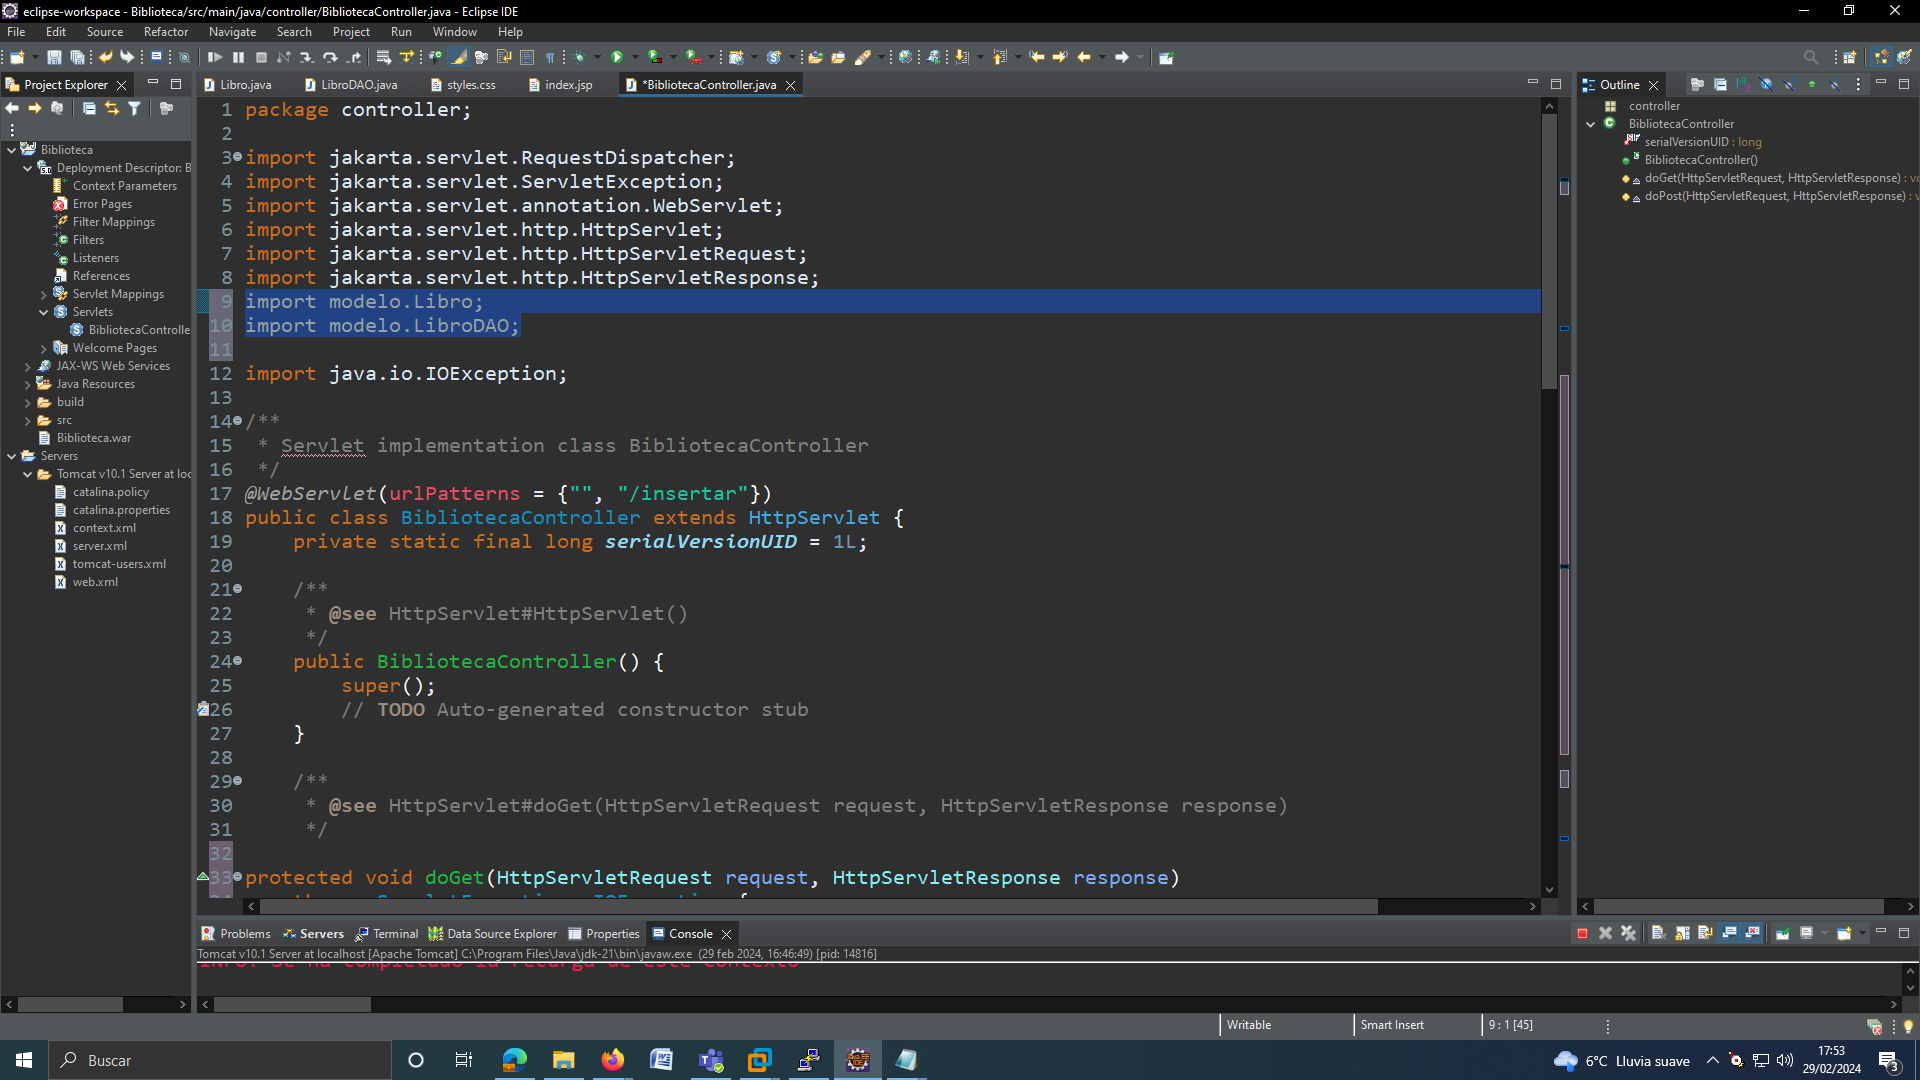 eclipse-workspace - Biblioteca/src/main/java/controller/BibliotecaController.java - Eclipse IDE
File Edit Source Refactor Navigate Search Project Run Window Help
Project Explorer
Libro.java LibroDAO.java styles.css index.jsp *BibliotecaController.java
Outline
Biblioteca
Deployment Descriptor: B
Context Parameters
Error Pages
Filter Mappings
Filters
Listeners
References
Servlet Mappings
Servlets
BibliotecaControlle
Welcome Pages
JAX-WS Web Services
Java Resources
build
src
Biblioteca.war
Servers
Tomcat v10.1 Server at loc
catalina.policy
catalina.properties
context.xml
server.xml
tomcat-users.xml
web.xml
1 package controller;
2
3 import jakarta.servlet.RequestDispatcher;
4 import jakarta.servlet.ServletException;
5 import jakarta.servlet.annotation.WebServlet;
6 import jakarta.servlet.http.HttpServlet;
7 import jakarta.servlet.http.HttpServletRequest;
8 import jakarta.servlet.http.HttpServletResponse;
9 import modelo.Libro;
10 import modelo.LibroDAO;
11
12 import java.io.IOException;
13
14 /**
15 * Servlet implementation class BibliotecaController
16 */
17 @WebServlet(urlPatterns = {"", "/insertar"})
18 public class BibliotecaController extends HttpServlet {
19 private static final long serialVersionUID = 1L;
20
21 /**
22 * @see HttpServlet#HttpServlet()
23 */
24 public BibliotecaController() {
25 super();
26 // TODO Auto-generated constructor stub
27 }
28
29 /**
30 * @see HttpServlet#doGet(HttpServletRequest request, HttpServletResponse response)
31 */
32
33 protected void doGet(HttpServletRequest request, HttpServletResponse response)
controller
BibliotecaController
serialVersionUID : long
BibliotecaController()
doGet(HttpServletRequest, HttpServletResponse) : v
doPost(HttpServletRequest, HttpServletResponse) : v
Problems Servers Terminal Data Source Explorer Properties Console
Tomcat v10.1 Server at localhost [Apache Tomcat] C:\Program Files\Java\jdk-21\bin\javaw.exe (29 feb 2024, 16:46:49) [pid: 14816]
INFO: Se ha completado la recarga de este contexto
Writable Smart Insert 9 : 1 [45]
Buscar
6°C Lluvia suave
17:53
29/02/2024
3